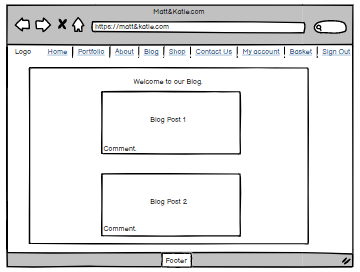 Matt&Katie.com
https://matt&katie.com
Logo Home Portfolio About Blog Shop Contact Us My account Basket Sign Out
Welcome to our Blog.
Blog Post 1
Comment.
Blog Post 2
Comment.
Footer